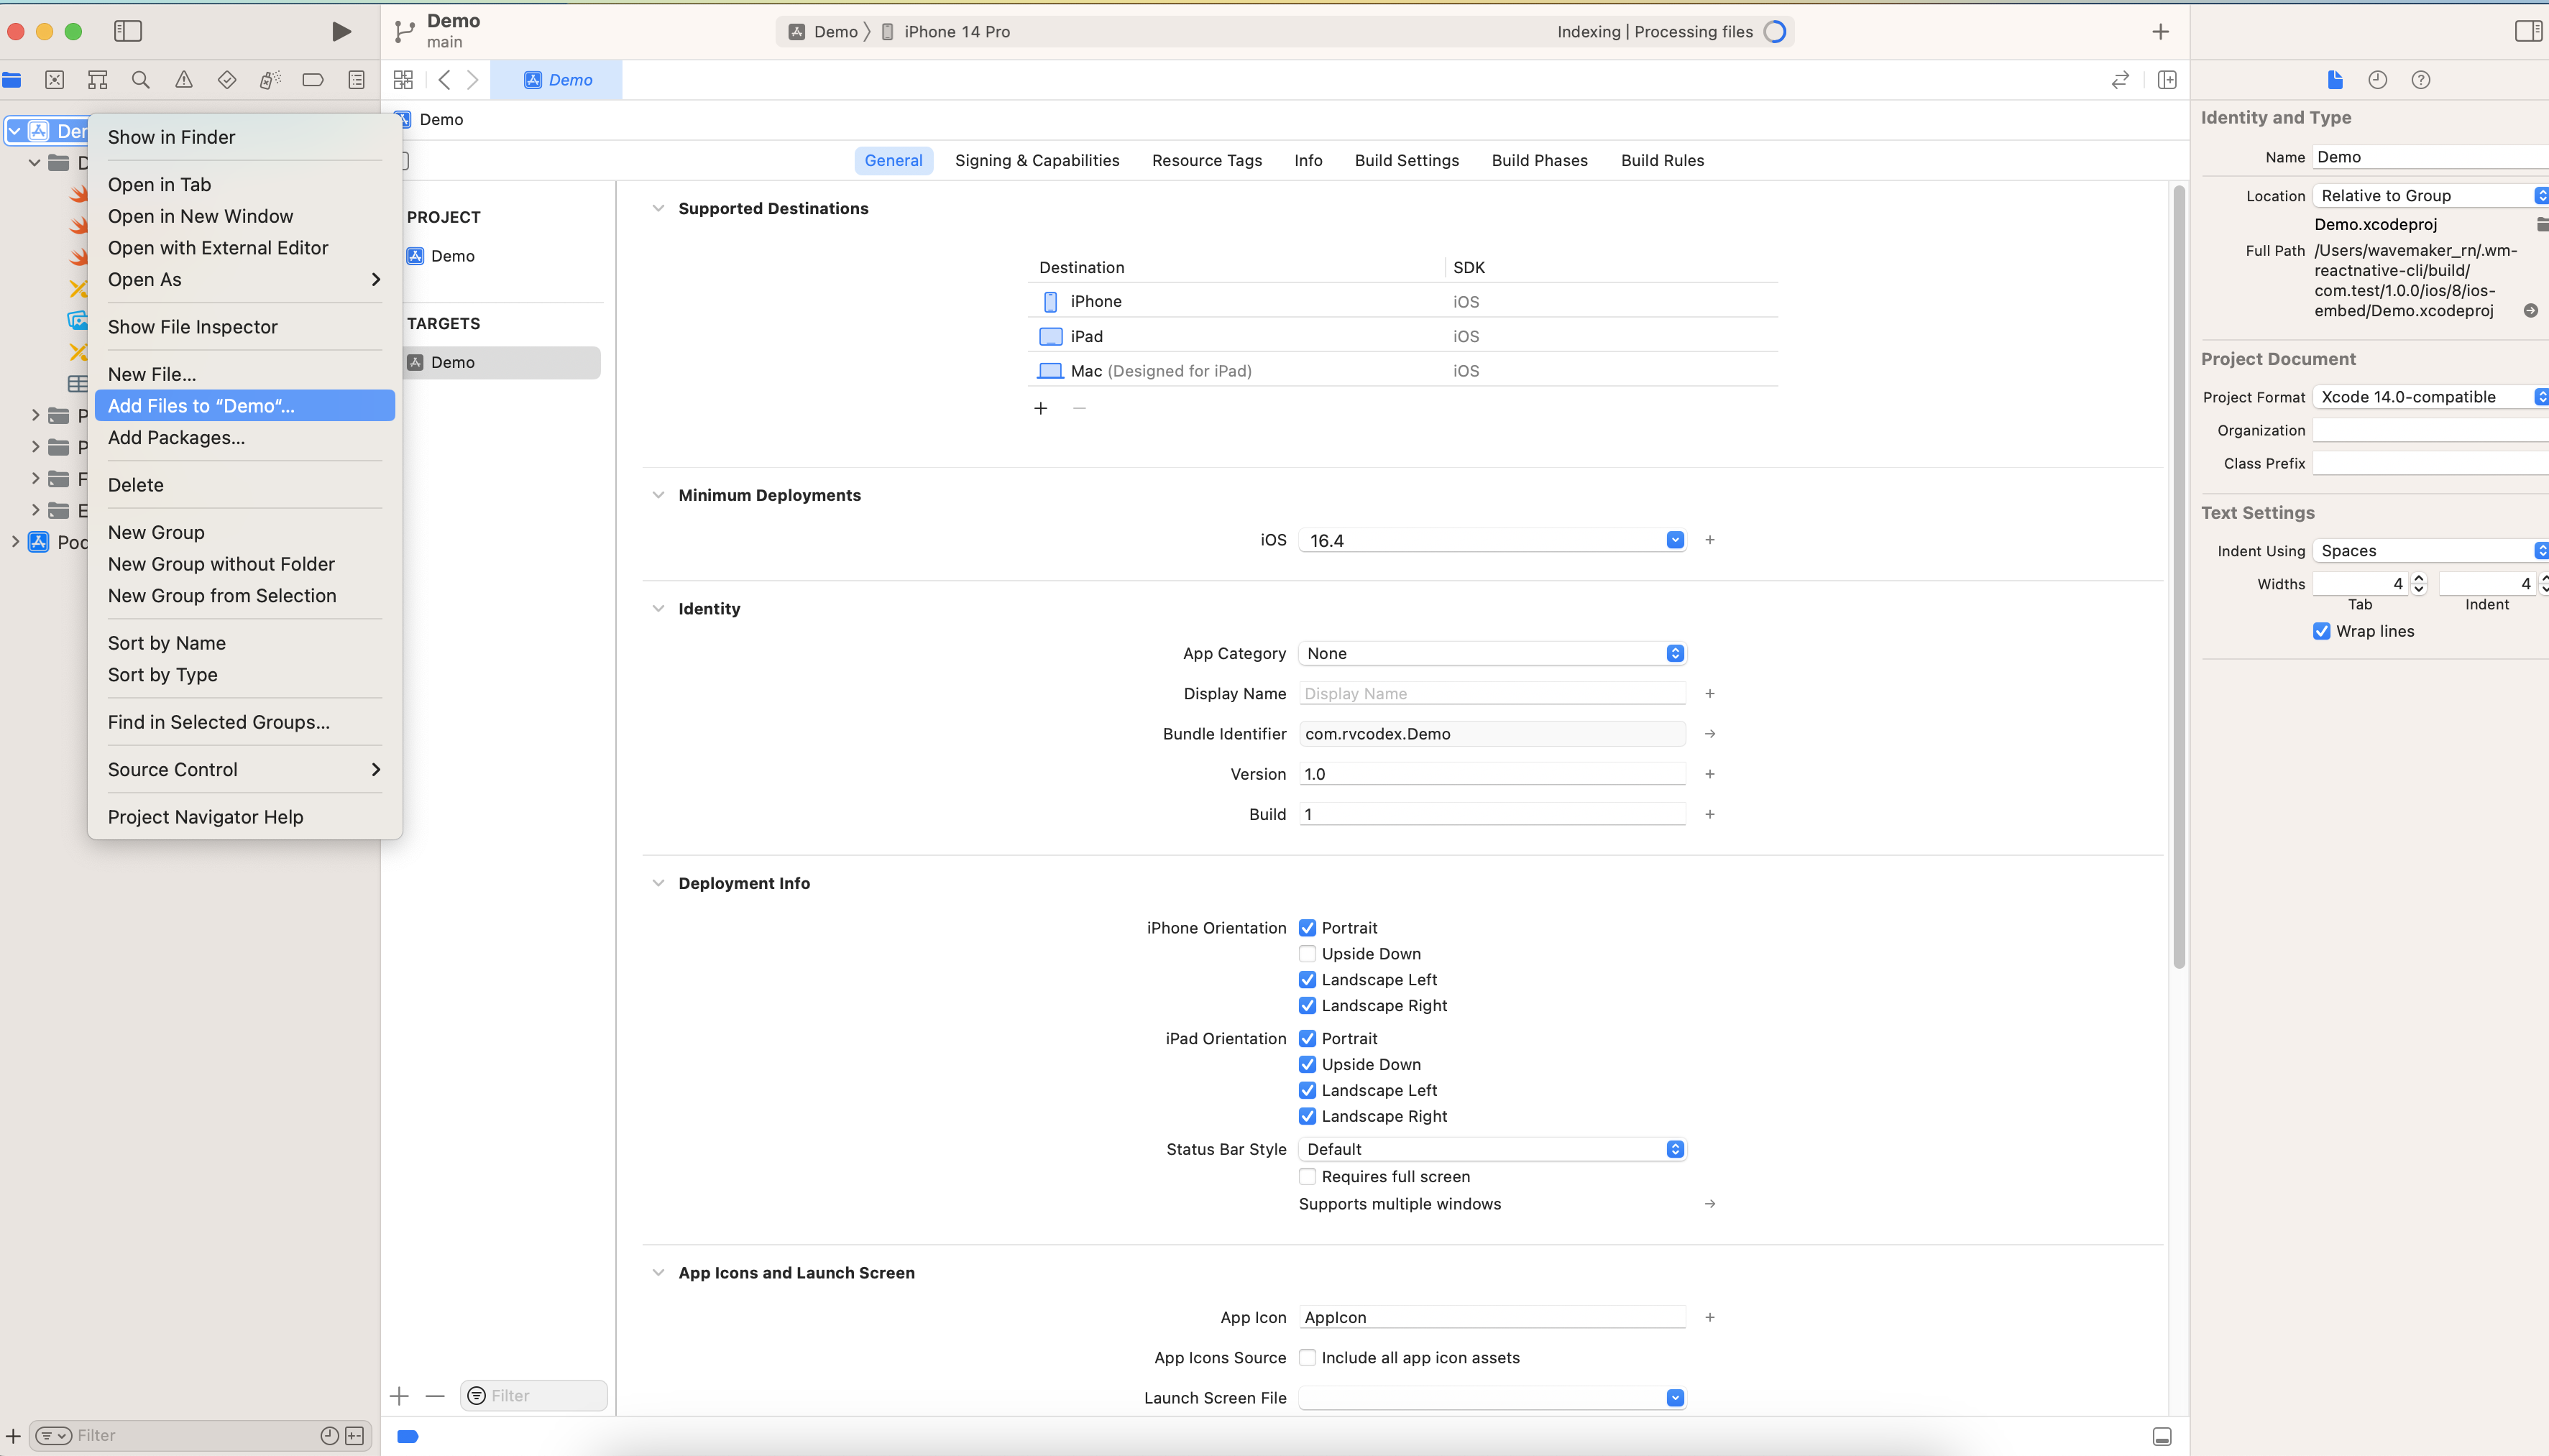 Demo
main
Demo
iPhone 14 Pro
Indexing | Processing files
Demo
Demo
General
Signing & Capabilities
Resource Tags
Info
Build Settings
Build Phases
Build Rules
Show in Finder
Open in Tab
Open in New Window
Open with External Editor
Open As
Show File Inspector
New File...
Add Files to “Demo“...
Add Packages...
Delete
New Group
New Group without Folder
New Group from Selection
Sort by Name
Sort by Type
Find in Selected Groups...
Source Control
Project Navigator Help
Filter
PROJECT
Demo
TARGETS
Demo
Filter
Supported Destinations
Destination
SDK
iPhone
iOS
iPad
iOS
Mac (Designed for iPad)
iOS
Minimum Deployments
iOS
16.4
Identity
App Category
None
Display Name
Display Name
Bundle Identifier
com.rvcodex.Demo
Version
1.0
Build
1
Deployment Info
iPhone Orientation
Portrait
Upside Down
Landscape Left
Landscape Right
iPad Orientation
Portrait
Upside Down
Landscape Left
Landscape Right
Status Bar Style
Default
Requires full screen
Supports multiple windows
App Icons and Launch Screen
App Icon
AppIcon
App Icons Source
Include all app icon assets
Launch Screen File
Identity and Type
Name
Demo
Location
Relative to Group
Demo.xcodeproj
Full Path
/Users/wavemaker_rn/.wm-
reactnative-cli/build/
com.test/1.0.0/ios/8/ios-
embed/Demo.xcodeproj
Project Document
Project Format
Xcode 14.0-compatible
Organization
Class Prefix
Text Settings
Indent Using
Spaces
Widths
4
4
Tab
Indent
Wrap lines